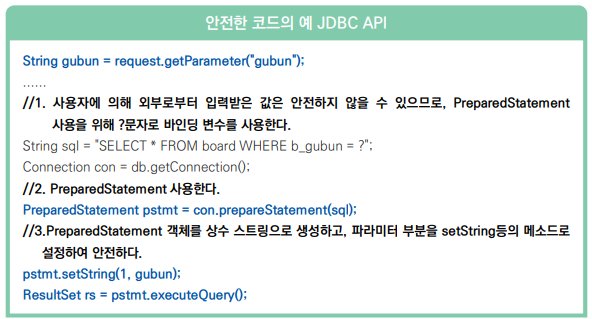 안전한 코드의 예 JDBC API
String gubun = request.getParameter("gubun");
......
//1. 사용자에 의해 외부로부터 입력받은 값은 안전하지 않을 수 있으므로, PreparedStatement
사용을 위해 ?문자로 바인딩 변수를 사용한다.
String sql = "SELECT * FROM board WHERE b_gubun = ?";
Connection con = db.getConnection();
//2. PreparedStatement 사용한다.
PreparedStatement pstmt = con.prepareStatement(sql);
//3.PreparedStatement 객체를 상수 스트링으로 생성하고, 파라미터 부분을 setString등의 메소드로
설정하여 안전하다.
pstmt.setString(1, gubun);
ResultSet rs = pstmt.executeQuery();